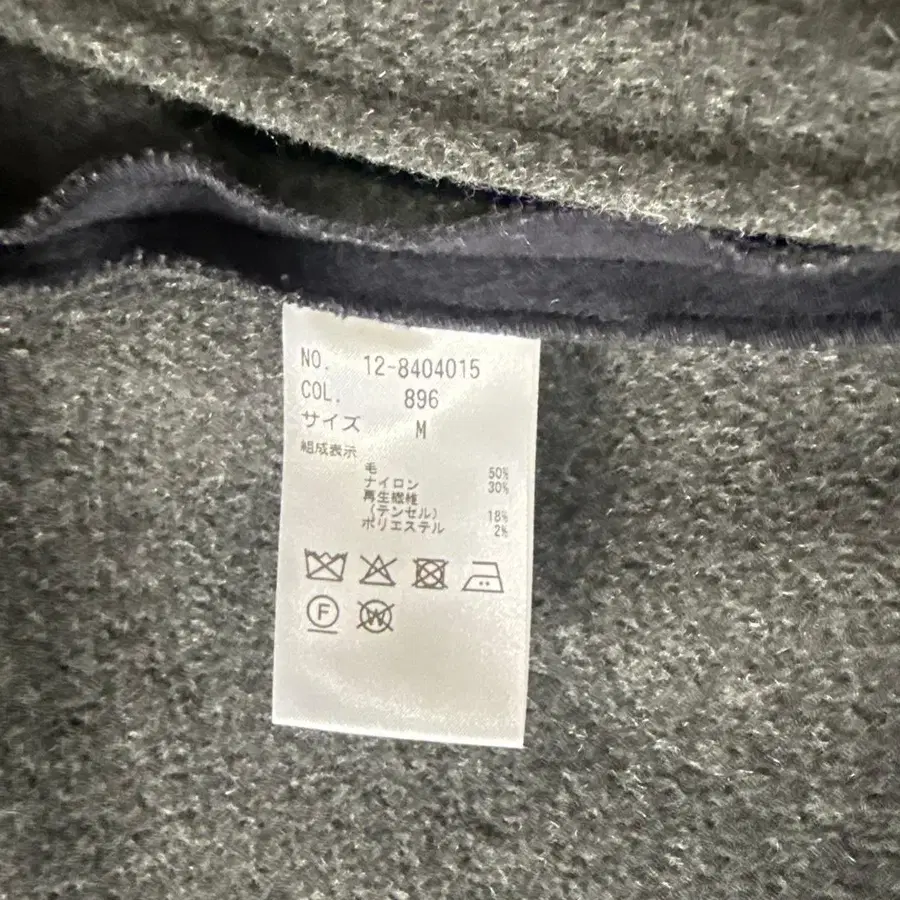 NO. 12-8404015
COL. 896
サイズ M
組成表示
毛 50%
ナイロン 30%
再生繊維
(テンセル) 18%
ポリエステル 2%
F W